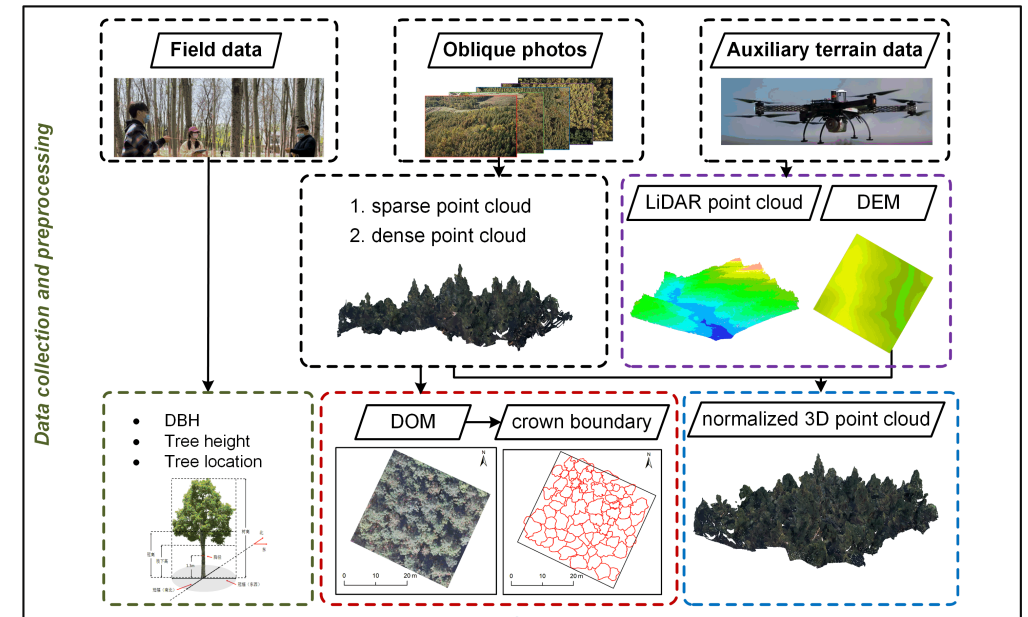 Data collection and preprocessing
Field data
Oblique photos
Auxiliary terrain data
1. sparse point cloud
2. dense point cloud
LiDAR point cloud
DEM
• DBH
• Tree height
• Tree location
DOM
crown boundary
normalized 3D point cloud
N
0 10 20 m
N
0 10 20 m